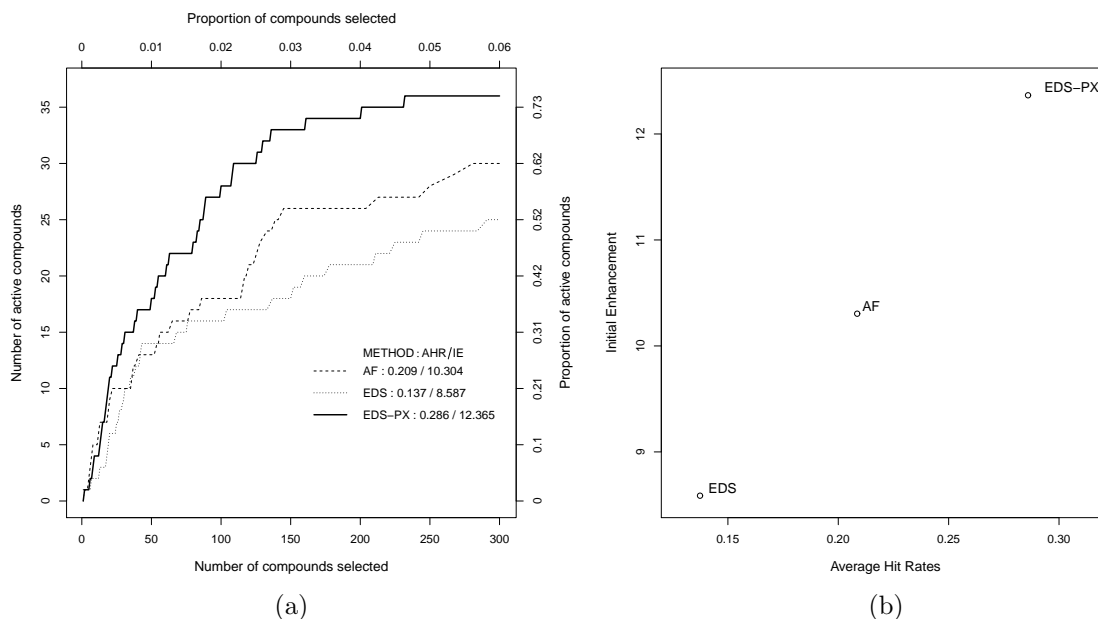 Proportion of compounds selected
0 0.01 0.02 0.03 0.04 0.05 0.06
Number of active compounds
0 5 10 15 20 25 30 35
Proportion of active compounds
0 0.1 0.21 0.31 0.42 0.52 0.62 0.73
METHOD : AHR/IE
AF : 0.209 / 10.304
EDS : 0.137 / 8.587
EDS−PX : 0.286 / 12.365
0 50 100 150 200 250 300
Number of compounds selected
(a)
Initial Enhancement
9 10 11 12
EDS−PX
AF
EDS
0.15 0.20 0.25 0.30
Average Hit Rates
(b)